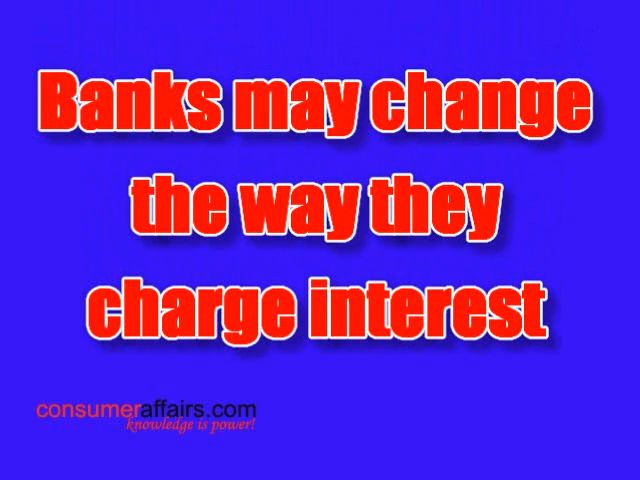 Banks may change
the way they
charge interest
consumeraffairs.com
knowledge is power!